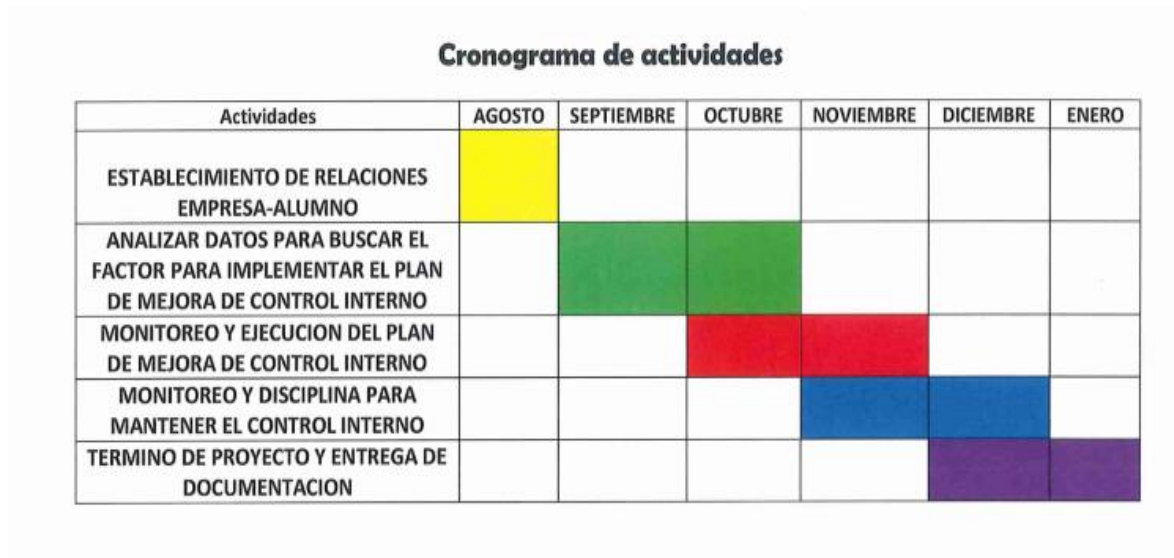 Cronograma de actividades
Actividades AGOSTO SEPTIEMBRE OCTUBRE NOVIEMBRE DICIEMBRE ENERO
ESTABLECIMIENTO DE RELACIONES
EMPRESA-ALUMNO
ANALIZAR DATOS PARA BUSCAR EL
FACTOR PARA IMPLEMENTAR EL PLAN
DE MEJORA DE CONTROL INTERNO
MONITOREO Y EJECUCION DEL PLAN
DE MEJORA DE CONTROL INTERNO
MONITOREO Y DISCIPLINA PARA
MANTENER EL CONTROL INTERNO
TERMINO DE PROYECTO Y ENTREGA DE
DOCUMENTACION